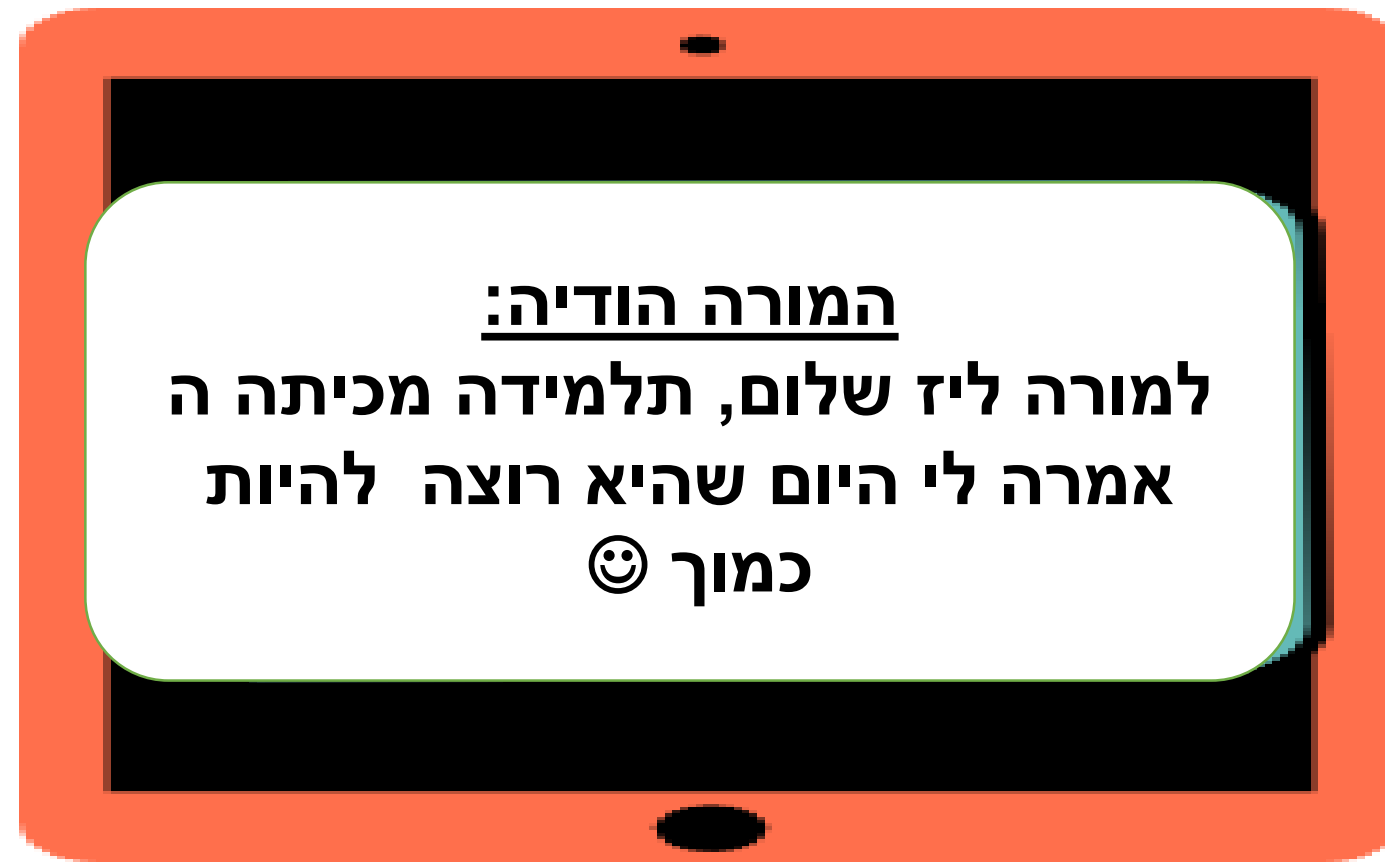 המורה הודיה:
למורה ליז שלום, תלמידה מכיתה ה
אמרה לי היום שהיא רוצה  להיות
כמוך ☺